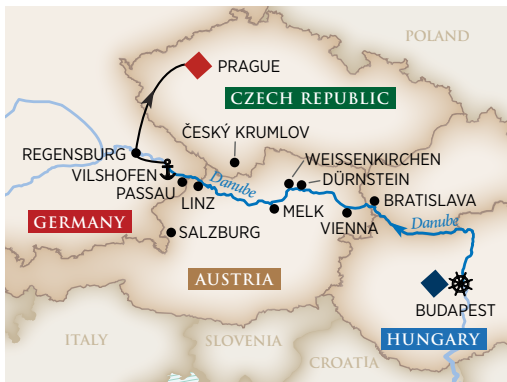 POLAND
PRAGUE
CZECH REPUBLIC
ČESKÝ KRUMLOV
REGENSBURG
WEISSENKIRCHEN
VILSHOFEN
DÜRNSTEIN
PASSAU
Danube
LINZ
BRATISLAVA
MELK
GERMANY
VIENNA
Danube
SALZBURG
AUSTRIA
BUDAPEST
ITALY
SLOVENIA
HUNGARY
CROATIA